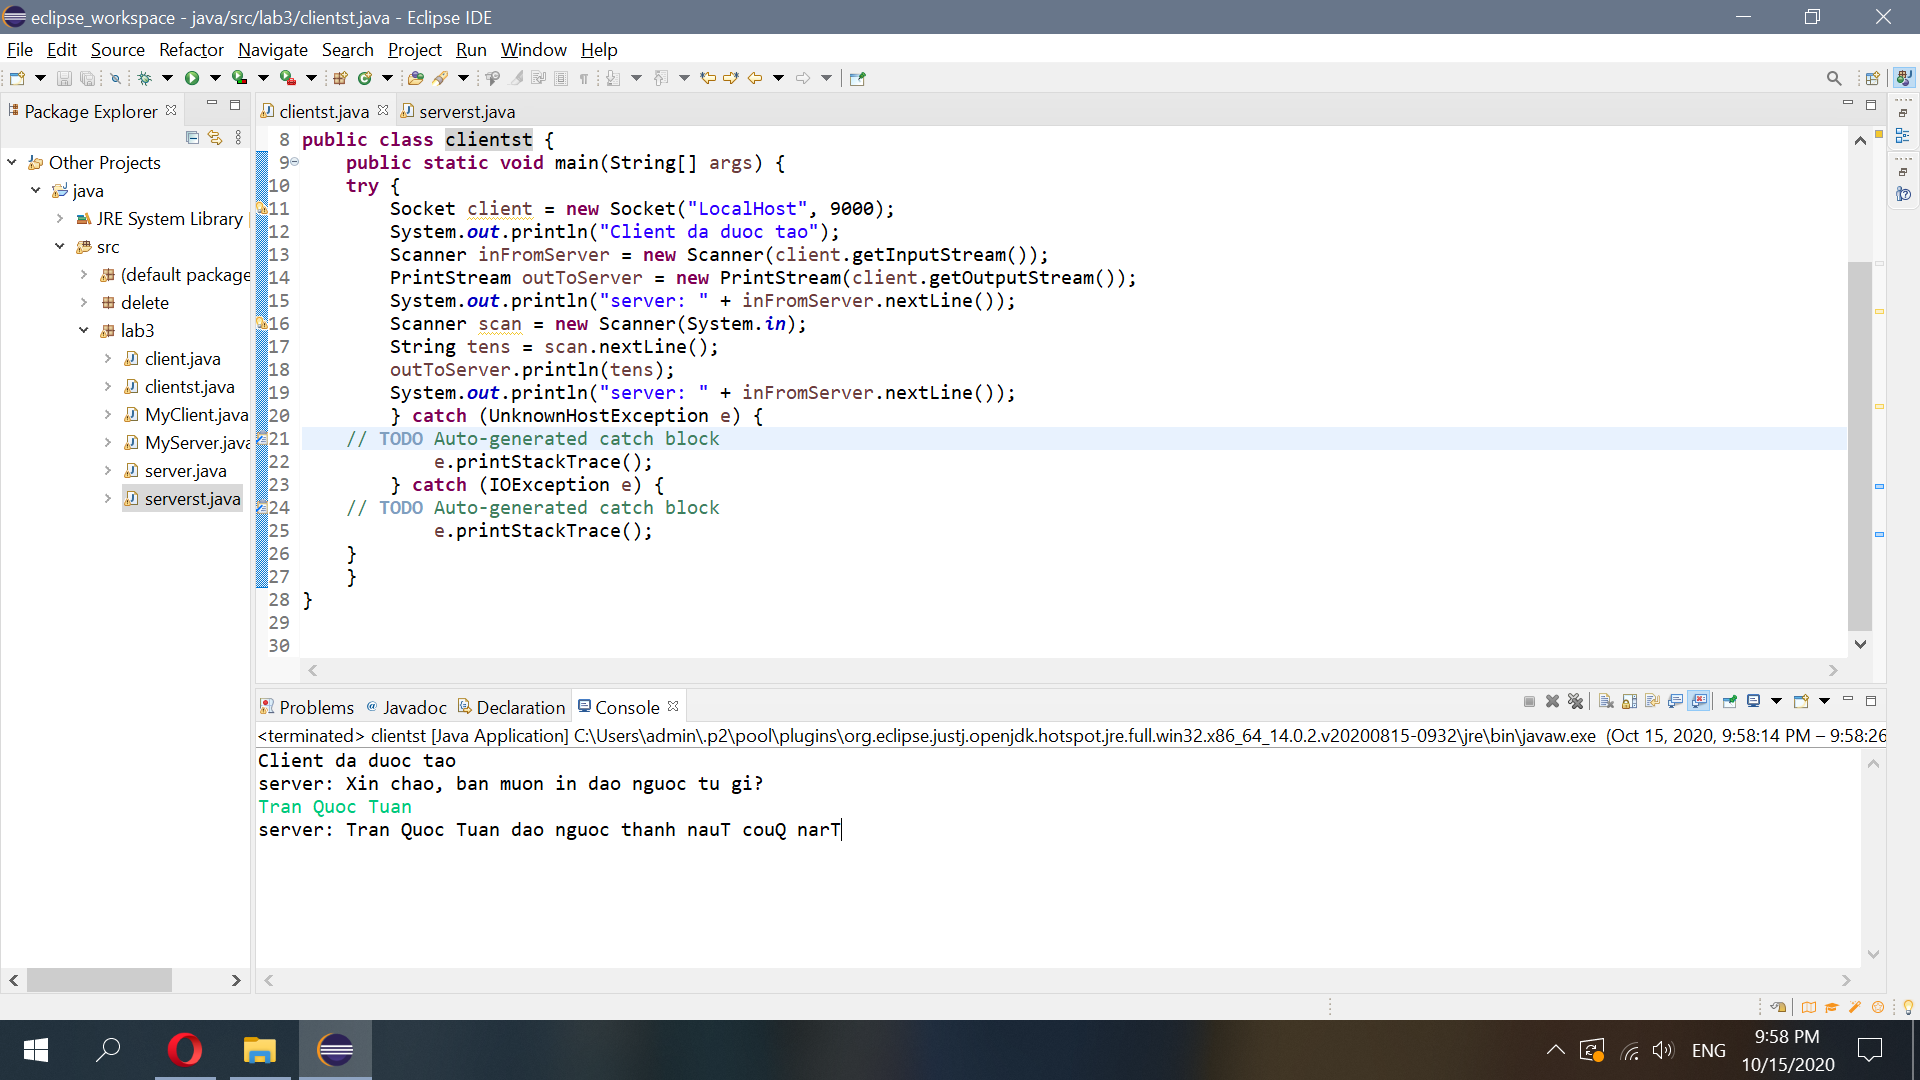 eclipse_workspace - java/src/lab3/clientst.java - Eclipse IDE
File Edit Source Refactor Navigate Search Project Run Window Help
Package Explorer
Other Projects
java
JRE System Library
src
(default package
delete
lab3
client.java
clientst.java
MyClient.java
MyServer.java
server.java
serverst.java
clientst.java serverst.java
8 public class clientst {
9 public static void main(String[] args) {
10 try {
11 Socket client = new Socket("LocalHost", 9000);
12 System.out.println("Client da duoc tao");
13 Scanner inFromServer = new Scanner(client.getInputStream());
14 PrintStream outToServer = new PrintStream(client.getOutputStream());
15 System.out.println("server: " + inFromServer.nextLine());
16 Scanner scan = new Scanner(System.in);
17 String tens = scan.nextLine();
18 outToServer.println(tens);
19 System.out.println("server: " + inFromServer.nextLine());
20 } catch (UnknownHostException e) {
21 // TODO Auto-generated catch block
22 e.printStackTrace();
23 } catch (IOException e) {
24 // TODO Auto-generated catch block
25 e.printStackTrace();
26 }
27 }
28 }
29
30
Problems @ Javadoc Declaration Console
<terminated> clientst [Java Application] C:\Users\admin\.p2\pool\plugins\org.eclipse.justj.openjdk.hotspot.jre.full.win32.x86_64_14.0.2.v20200815-0932\jre\bin\javaw.exe (Oct 15, 2020, 9:58:14 PM – 9:58:26
Client da duoc tao
server: Xin chao, ban muon in dao nguoc tu gi?
Tran Quoc Tuan
server: Tran Quoc Tuan dao nguoc thanh nauT couQ narT
ENG
9:58 PM
10/15/2020